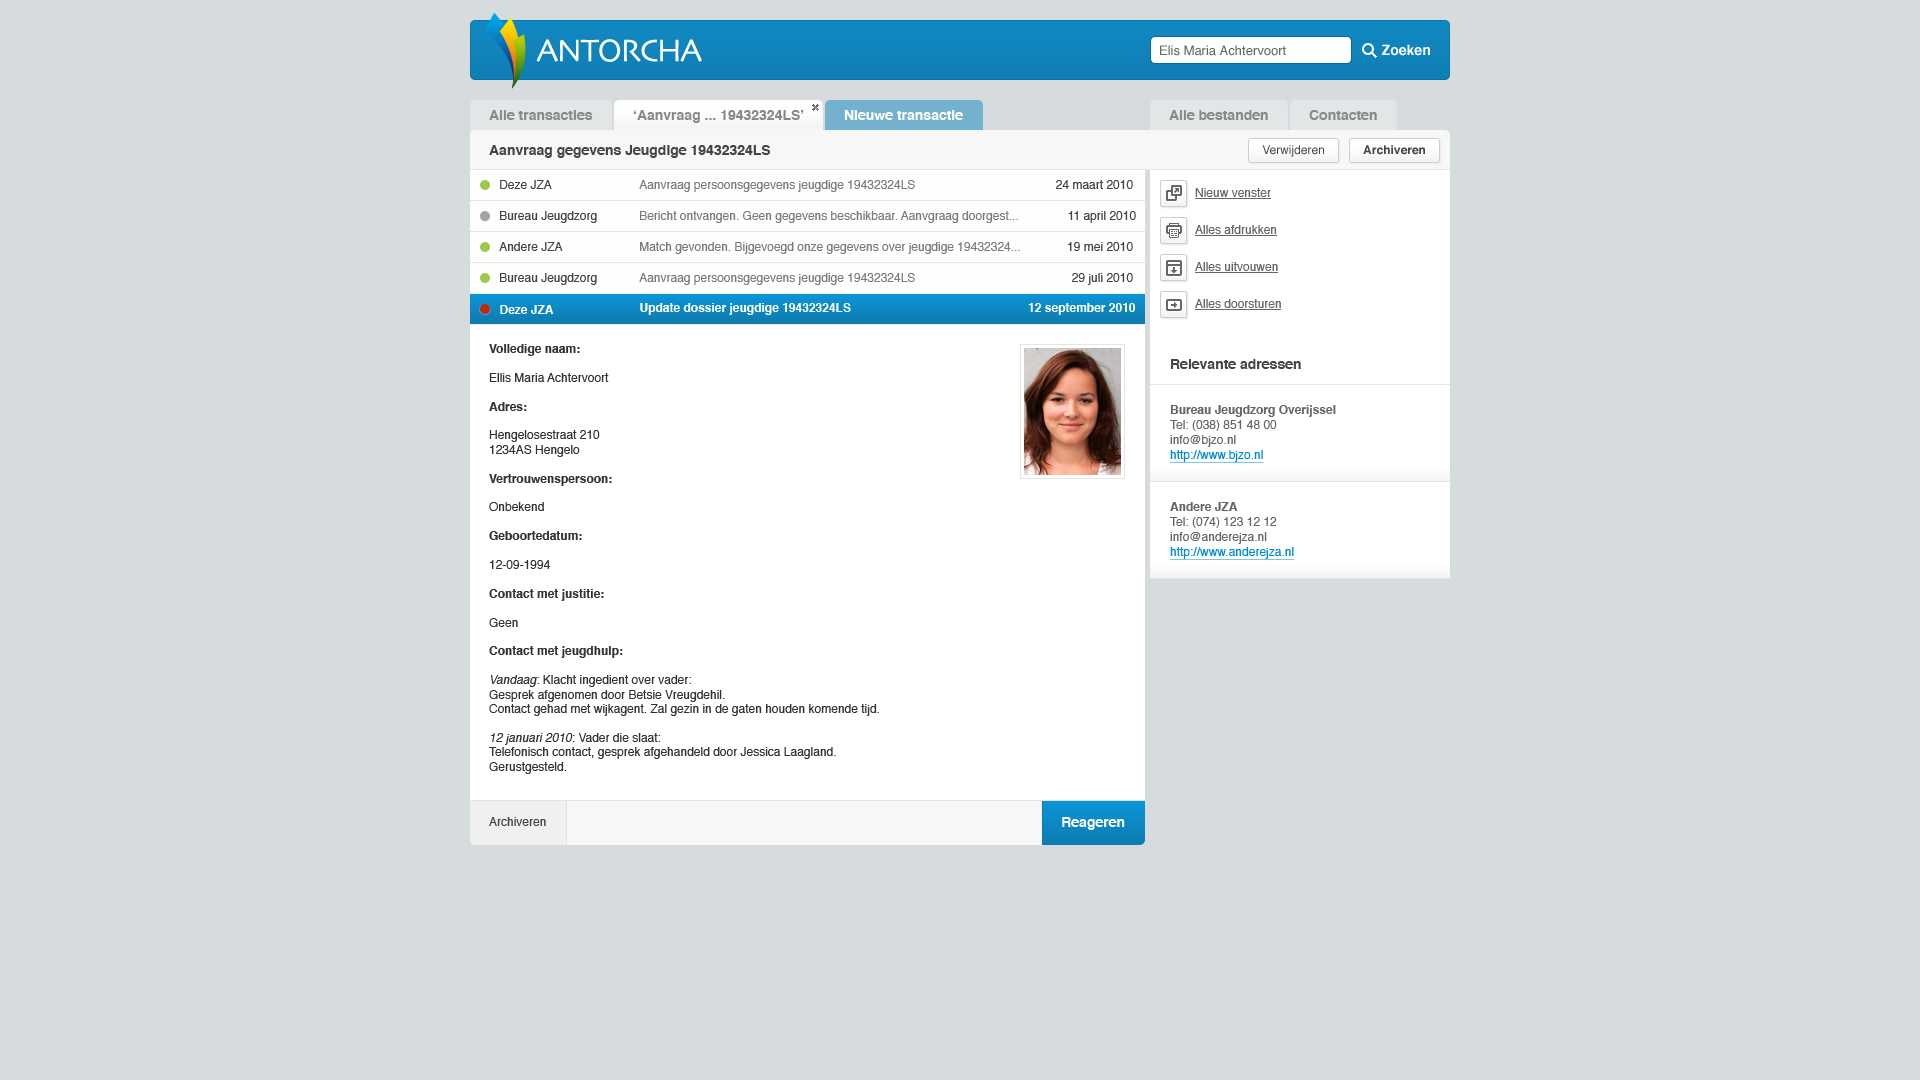 ANTORCHA
Elis Maria Achtervoort
Zoeken
Alle transacties
‘Aanvraag ... 19432324LS’
Nieuwe transactie
Alle bestanden
Contacten
Aanvraag gegevens Jeugdige 19432324LS
Verwijderen
Archiveren
Deze JZA Aanvraag persoonsgegevens jeugdige 19432324LS 24 maart 2010
Bureau Jeugdzorg Bericht ontvangen. Geen gegevens beschikbaar. Aanvgraag doorgest... 11 april 2010
Andere JZA Match gevonden. Bijgevoegd onze gegevens over jeugdige 19432324... 19 mei 2010
Bureau Jeugdzorg Aanvraag persoonsgegevens jeugdige 19432324LS 29 juli 2010
Deze JZA Update dossier jeugdige 19432324LS 12 september 2010
Volledige naam:
Ellis Maria Achtervoort
Adres:
Hengelosestraat 210
1234AS Hengelo
Vertrouwenspersoon:
Onbekend
Geboortedatum:
12-09-1994
Contact met justitie:
Geen
Contact met jeugdhulp:
Vandaag: Klacht ingedient over vader:
Gesprek afgenomen door Betsie Vreugdehil.
Contact gehad met wijkagent. Zal gezin in de gaten houden komende tijd.
12 januari 2010: Vader die slaat:
Telefonisch contact, gesprek afgehandeld door Jessica Laagland.
Gerustgesteld.
Archiveren
Reageren
Nieuw venster
Alles afdrukken
Alles uitvouwen
Alles doorsturen
Relevante adressen
Bureau Jeugdzorg Overijssel
Tel: (038) 851 48 00
info@bjzo.nl
http://www.bjzo.nl
Andere JZA
Tel: (074) 123 12 12
info@anderejza.nl
http://www.anderejza.nl